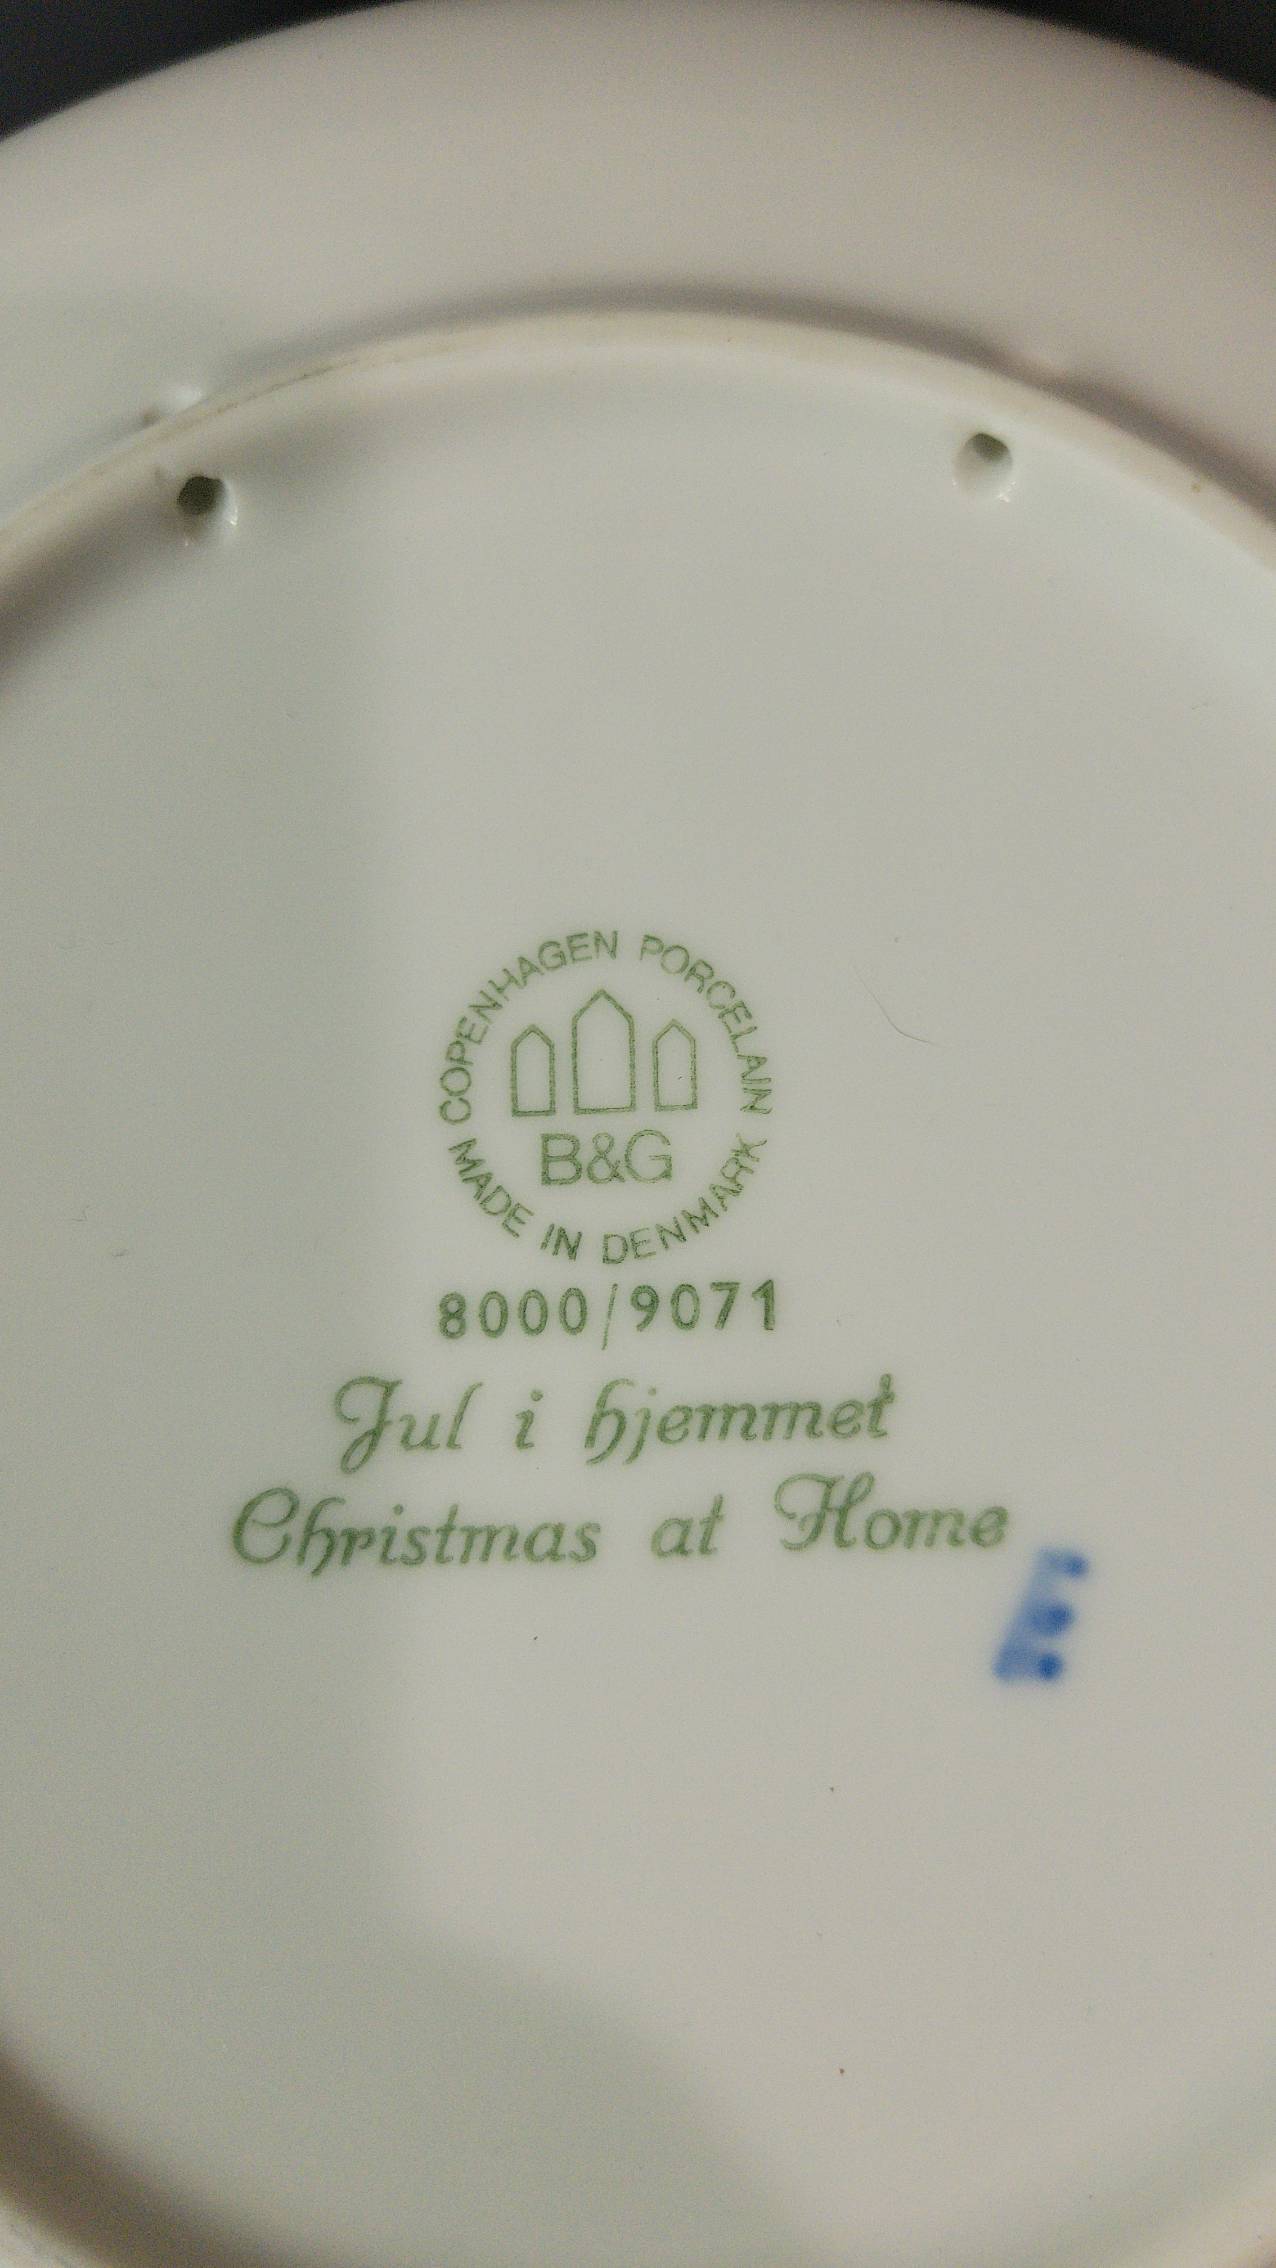 COPENHAGEN PORCELAIN
B&G
MADE IN DENMARK
8000/9071
Jul i hjemmet
Christmas at Home